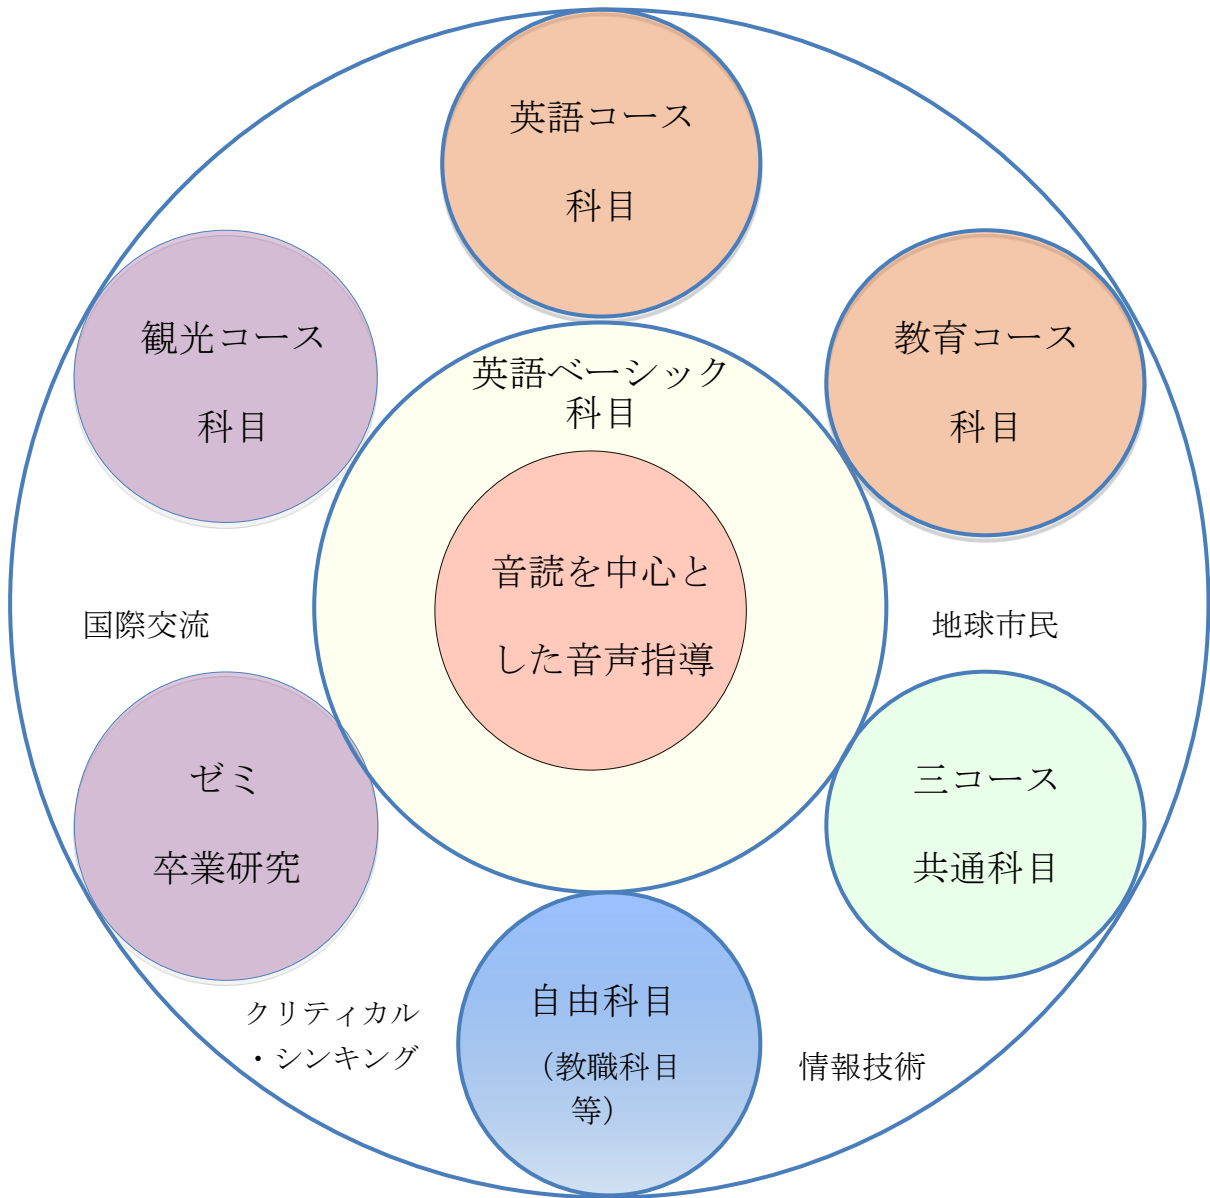 英語コース
科目
観光コース
科目
教育コース
科目
英語ベーシック
科目
音読を中心と
した音声指導
国際交流
地球市民
ゼミ
卒業研究
三コース
共通科目
クリティカル
・シンキング
自由科目
（教職科目
等）
情報技術